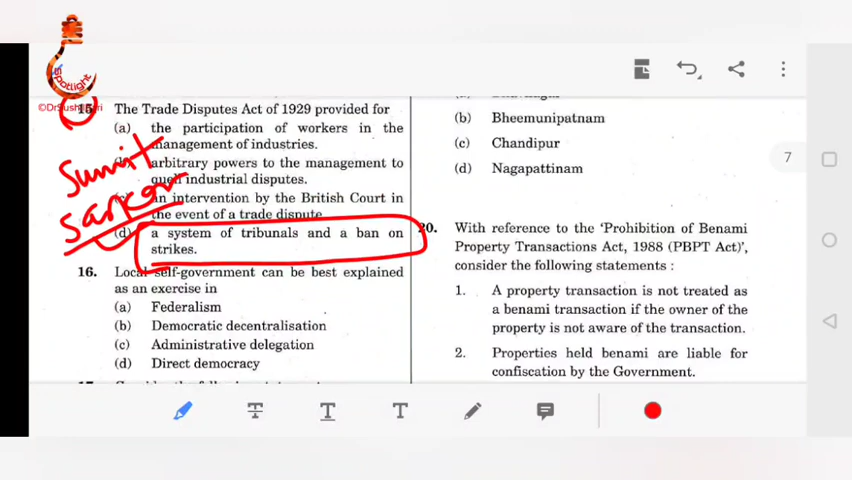 Spotlight
©DrSushilBari
15. The Trade Disputes Act of 1929 provided for
(a) the participation of workers in the
management of industries.
(b) arbitrary powers to the management to
quell industrial disputes.
(c) an intervention by the British Court in
the event of a trade dispute
(d) a system of tribunals and a ban on
strikes.
Sumit
Sarkar
16. Local self-government can be best explained
as an exercise in
(a) Federalism
(b) Democratic decentralisation
(c) Administrative delegation
(d) Direct democracy
(b) Bheemunipatnam
(c) Chandipur
(d) Nagapattinam
7
20. With reference to the 'Prohibition of Benami
Property Transactions Act, 1988 (PBPT Act)',
consider the following statements :
1. A property transaction is not treated as
a benami transaction if the owner of the
property is not aware of the transaction.
2. Properties held benami are liable for
confiscation by the Government.
T T T